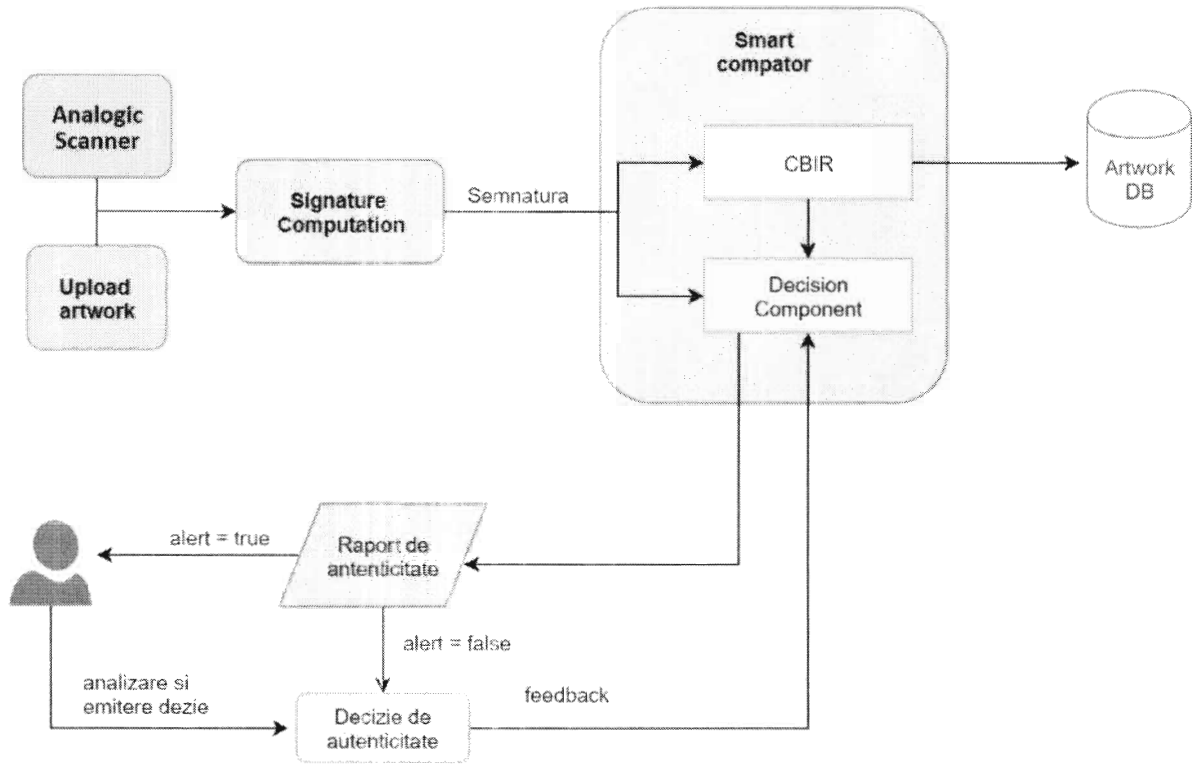 Smart
compator
Analogic
Scanner
CBIR
Artwork
DB
Signature
Computation
Semnatura
Upload
artwork
Decision
Component
alert = true
Raport de
antenticitate
alert = false
analizare si
emitere dezie
feedback
Decizie de
autenticitate